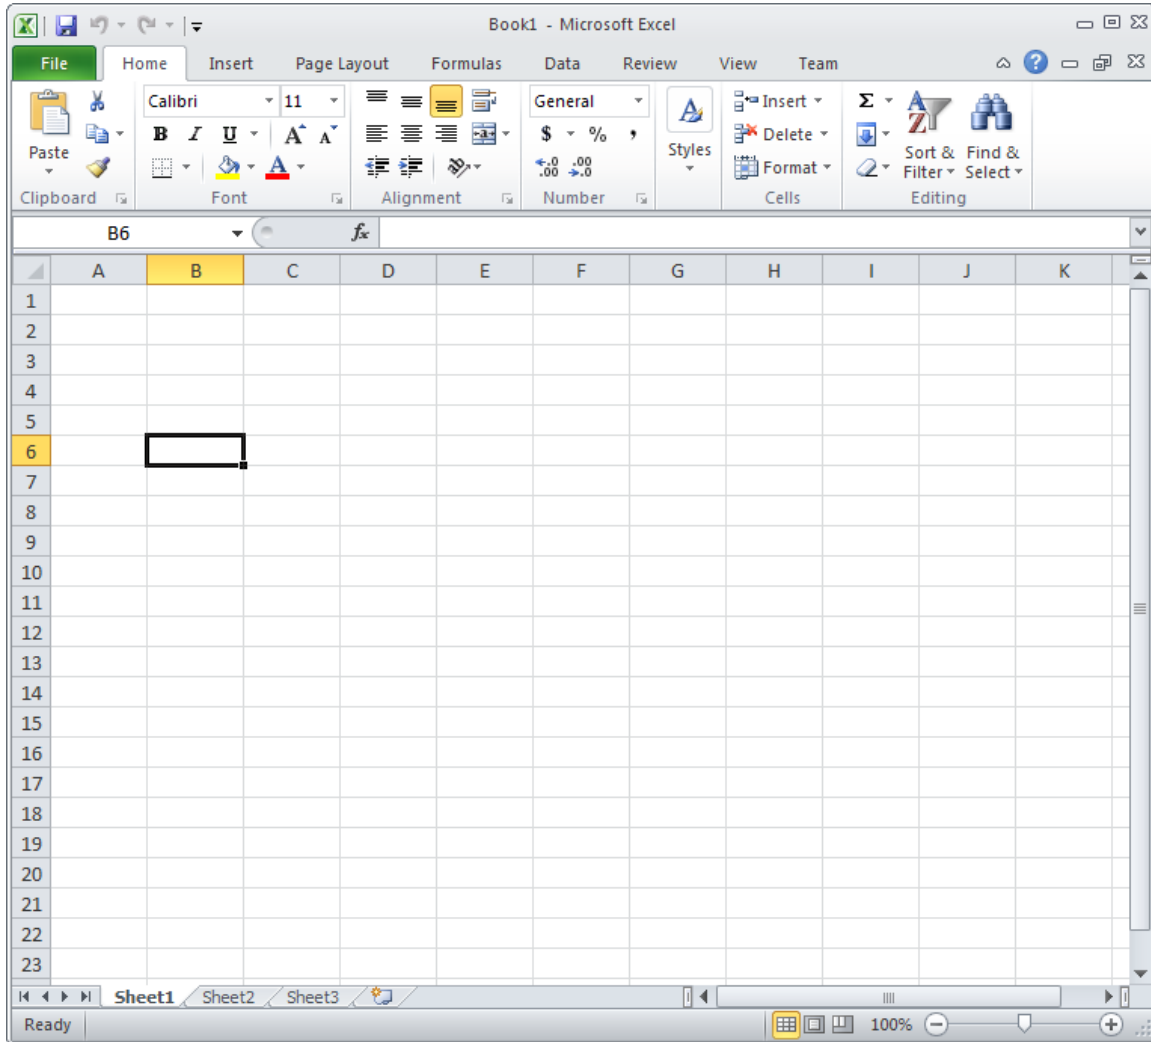 Book1 - Microsoft Excel
File Home Insert Page Layout Formulas Data Review View Team
Calibri 11 General Insert Σ
B I U A A $ % , Delete
Paste Styles Sort & Find &
A Format Filter Select
Clipboard Font Alignment Number Cells Editing
B6 fx
A B C D E F G H I J K
1
2
3
4
5
6
7
8
9
10
11
12
13
14
15
16
17
18
19
20
21
22
23
Sheet1 Sheet2 Sheet3
Ready 100%